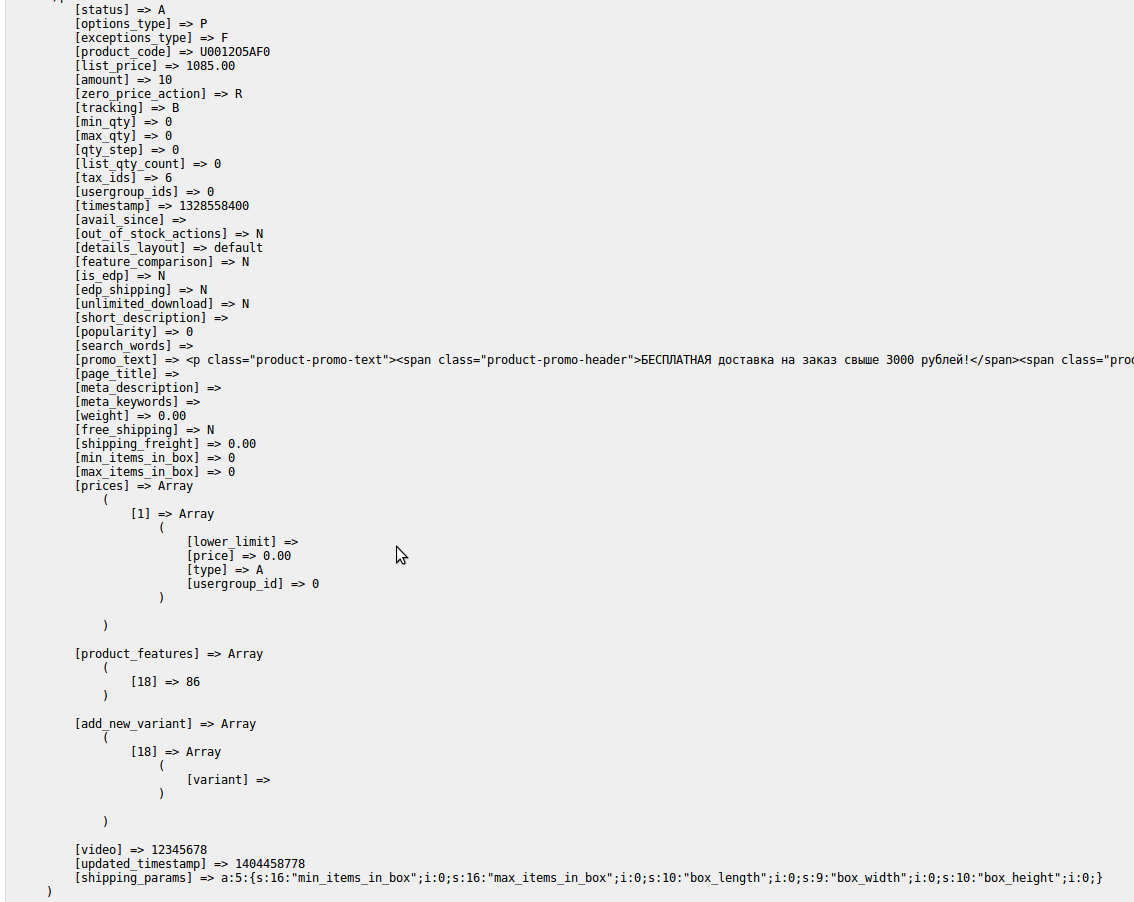 [status] => A
[options_type] => P
[exceptions_type] => F
[product_code] => U0012O5AF0
[list_price] => 1085.00
[amount] => 10
[zero_price_action] => R
[tracking] => B
[min_qty] => 0
[max_qty] => 0
[qty_step] => 0
[list_qty_count] => 0
[tax_ids] => 6
[usergroup_ids] => 0
[timestamp] => 1328558400
[avail_since] =>
[out_of_stock_actions] => N
[details_layout] => default
[feature_comparison] => N
[is_edp] => N
[edp_shipping] => N
[unlimited_download] => N
[short_description] =>
[popularity] => 0
[search_words] =>
[promo_text] => <p class="product-promo-text"><span class="product-promo-header">БЕСПЛАТНАЯ доставка на заказ свыше 3000 рублей!</span><span class="proc
[page_title] =>
[meta_description] =>
[meta_keywords] =>
[weight] => 0.00
[free_shipping] => N
[shipping_freight] => 0.00
[min_items_in_box] => 0
[max_items_in_box] => 0
[prices] => Array
(
[1] => Array
(
[lower_limit] =>
[price] => 0.00
[type] => A
[usergroup_id] => 0
)
)
[product_features] => Array
(
[18] => 86
)
[add_new_variant] => Array
(
[18] => Array
(
[variant] =>
)
)
[video] => 12345678
[updated_timestamp] => 1404458778
[shipping_params] => a:5:{s:16:"min_items_in_box";i:0;s:16:"max_items_in_box";i:0;s:10:"box_length";i:0;s:9:"box_width";i:0;s:10:"box_height";i:0;}
)